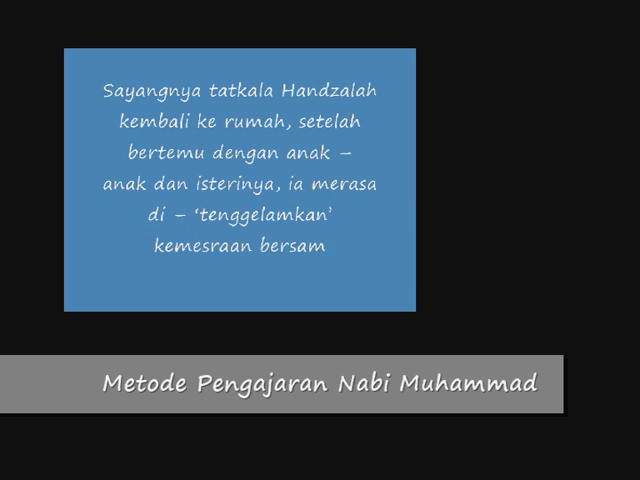 Sayangnya tatkala Handzalah
kembali ke rumah, setelah
bertemu dengan anak –
anak dan isterinya, ia merasa
di – ‘tenggelamkan’
kemesraan bersam
Metode Pengajaran Nabi Muhammad